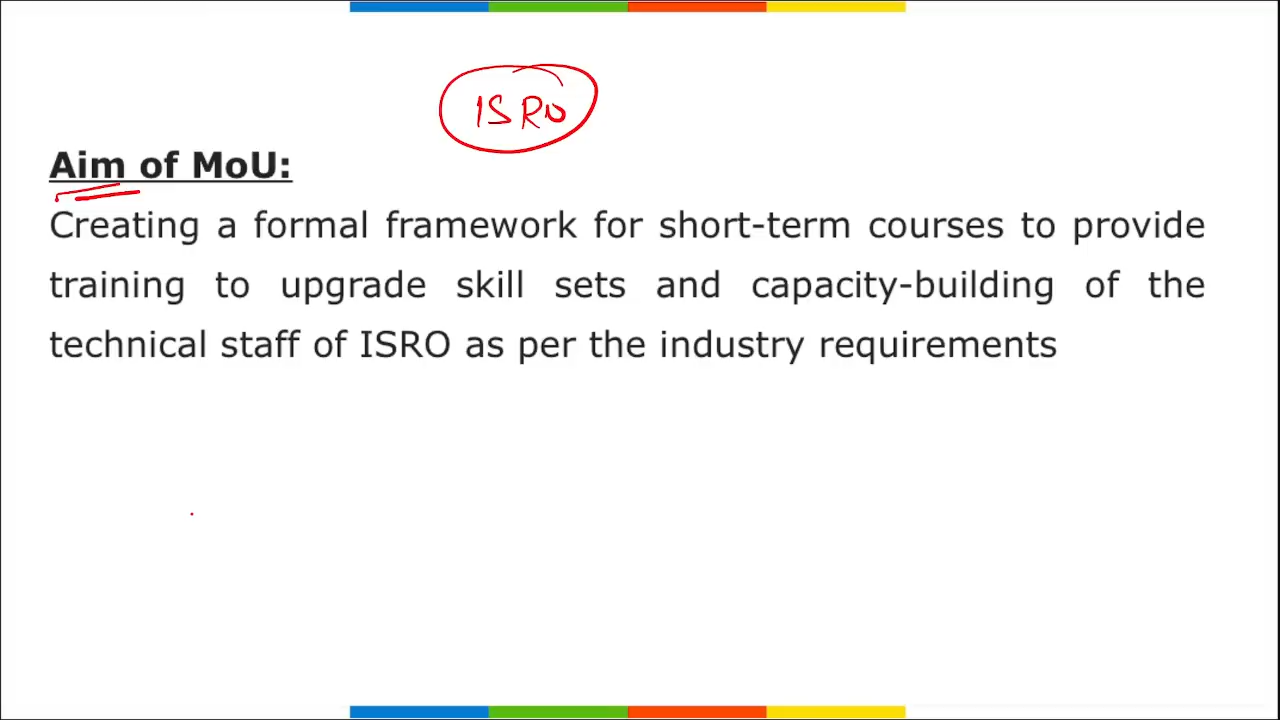 ISRO
Aim of MoU:
Creating a formal framework for short-term courses to provide
training to upgrade skill sets and capacity-building of the
technical staff of ISRO as per the industry requirements